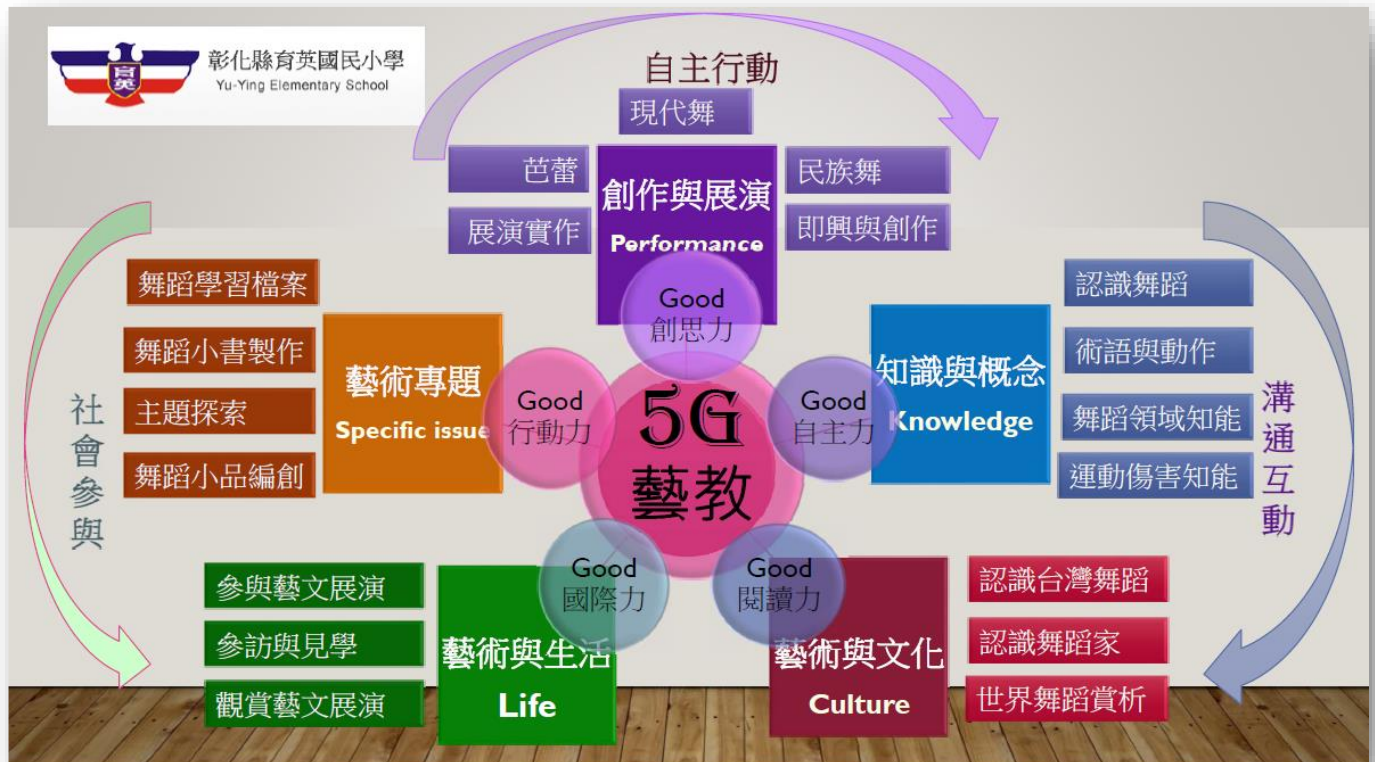 彰化縣育英國民小學
Yu-Ying Elementary School
育英
自主行動
現代舞
芭蕾
展演實作
創作與展演
Performance
民族舞
即興與創作
Good
創思力
社會參與
舞蹈學習檔案
舞蹈小書製作
主題探索
舞蹈小品編創
藝術專題
Specific issue
Good
行動力
5G
藝教
Good
自主力
知識與概念
Knowledge
認識舞蹈
術語與動作
舞蹈領域知能
運動傷害知能
溝通互動
參與藝文展演
參訪與見學
觀賞藝文展演
藝術與生活
Life
Good
國際力
Good
閱讀力
藝術與文化
Culture
認識台灣舞蹈
認識舞蹈家
世界舞蹈賞析